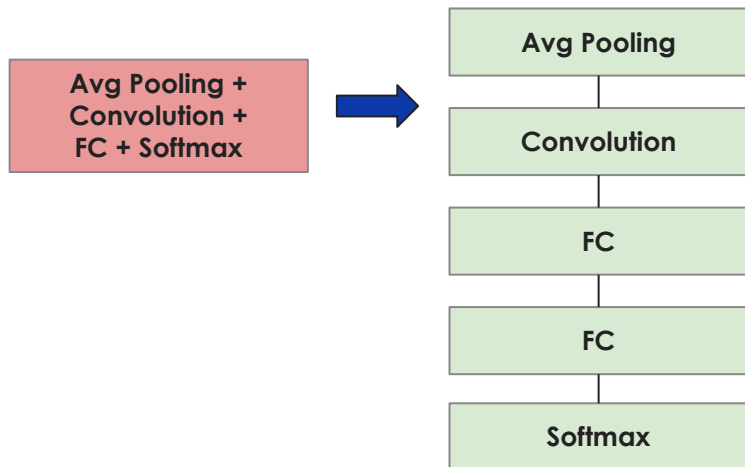 Avg Pooling +
Convolution +
FC + Softmax
Avg Pooling
Convolution
FC
FC
Softmax